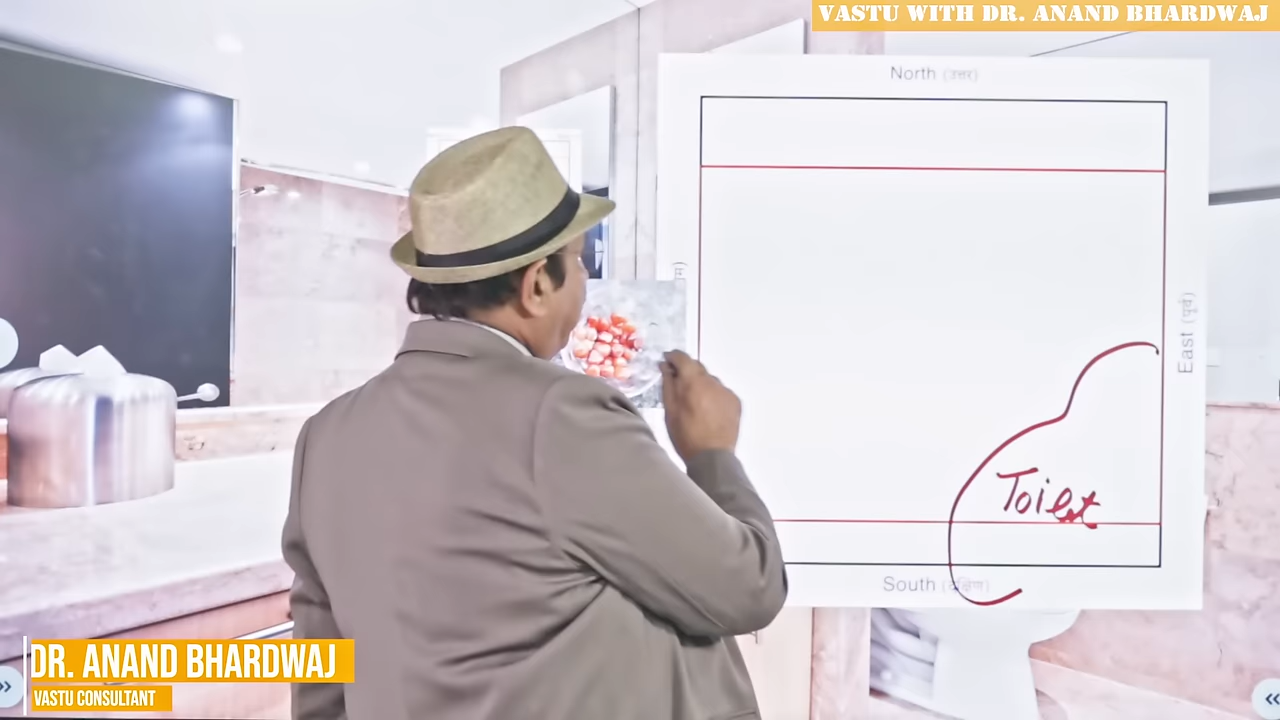 VASTU WITH DR. ANAND BHARDWAJ
North (उत्तर)
East (पूर्व)
Toilet
South (दक्षिण)
DR. ANAND BHARDWAJ
VASTU CONSULTANT